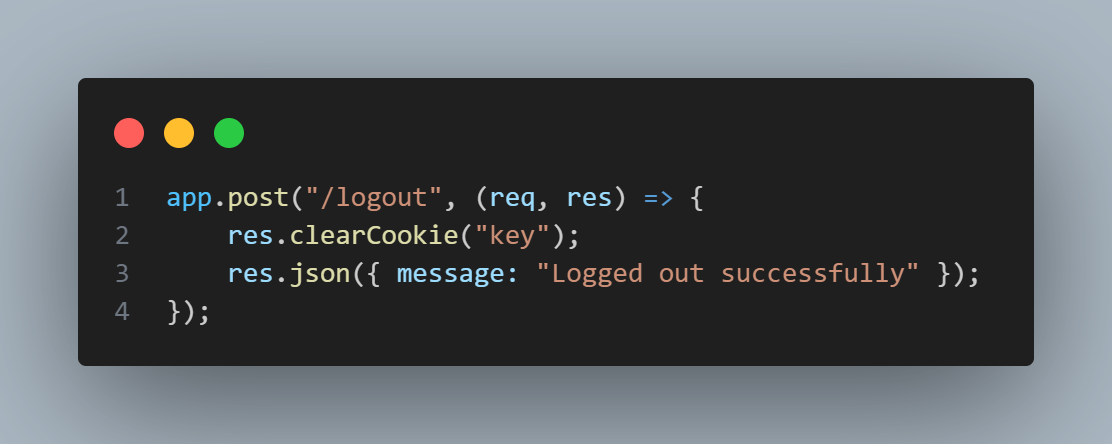 1 app.post("/logout", (req, res) => {
2     res.clearCookie("key");
3     res.json({ message: "Logged out successfully" });
4 });